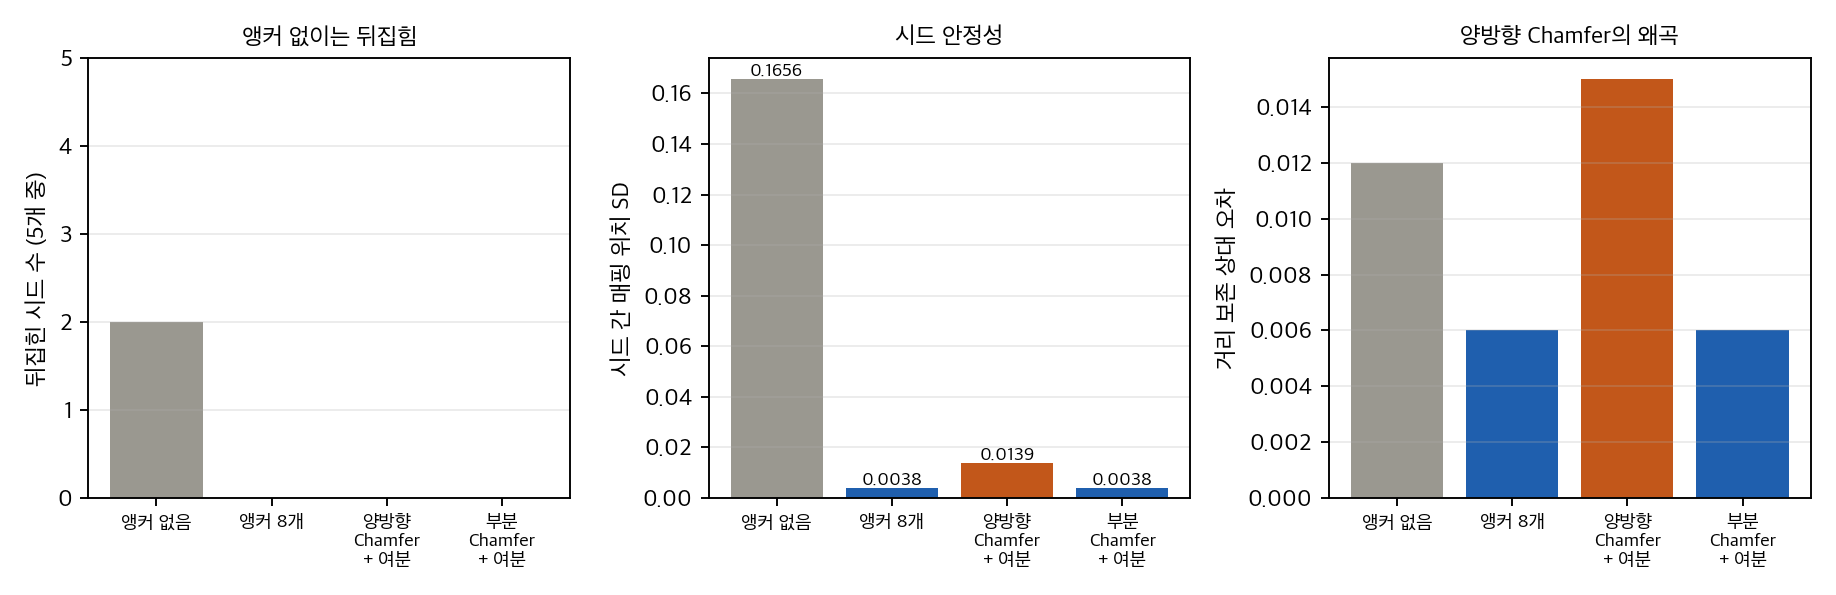 앵커 없이는 뒤집힘
뒤집힌 시드 수 (5개 중)
5
4
3
2
1
0
앵커 없음
앵커 8개
양방향
Chamfer
+ 여분
부분
Chamfer
+ 여분
시드 안정성
시드 간 매핑 위치 SD
0.16
0.14
0.12
0.10
0.08
0.06
0.04
0.02
0.00
0.1656
0.0038
0.0139
0.0038
앵커 없음
앵커 8개
양방향
Chamfer
+ 여분
부분
Chamfer
+ 여분
양방향 Chamfer의 왜곡
거리 보존 상대 오차
0.014
0.012
0.010
0.008
0.006
0.004
0.002
0.000
앵커 없음
앵커 8개
양방향
Chamfer
+ 여분
부분
Chamfer
+ 여분